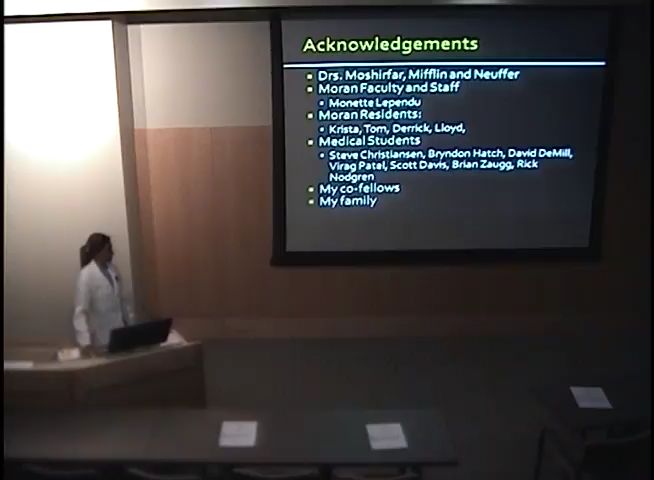 Acknowledgements
Drs. Moshirfar, Mifflin and Neuffer
Moran Faculty and Staff
Monette Lependu
Moran Residents:
Krista, Tom, Derrick, Lloyd,
Medical Students
Steve Christiansen, Bryndon Hatch, David DeMill,
Virag Patel, Scott Davis, Brian Zaugg, Rick
Nodgren
My co-fellows
My family